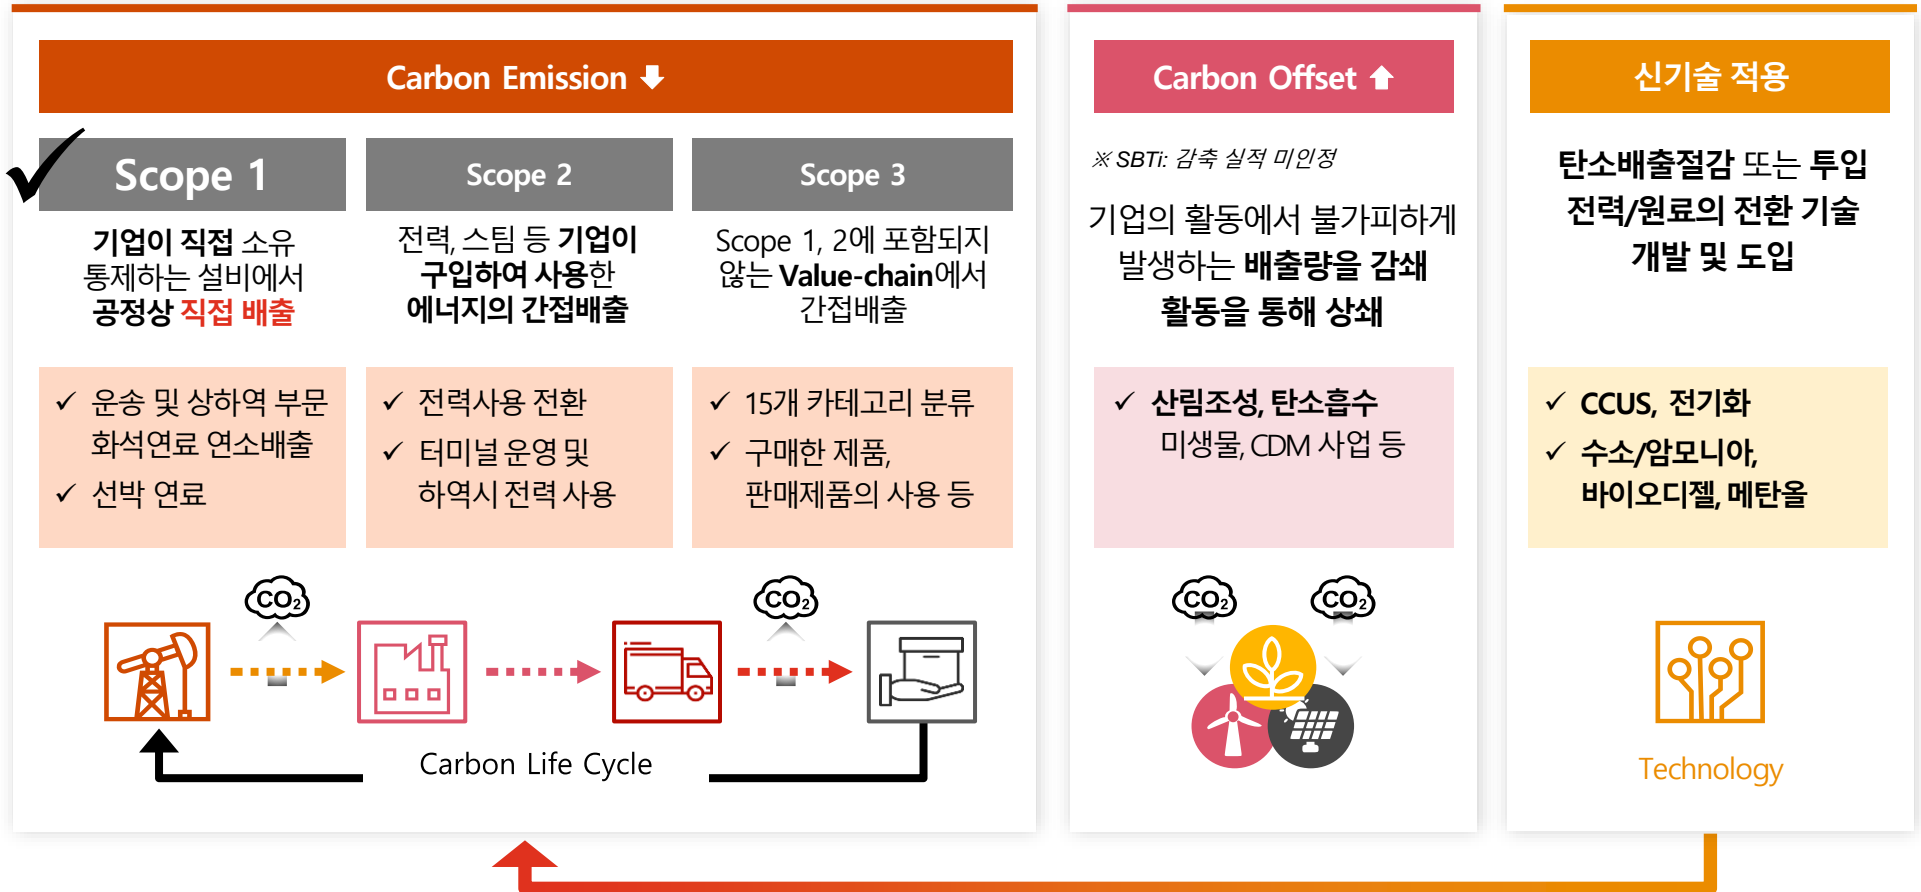 Carbon Emission
Scope 1
기업이 직접 소유
통제하는 설비에서
공정상 직접 배출
✓ 운송 및 상하역 부문
화석연료 연소배출
✓ 선박 연료
Scope 2
전력, 스팀 등 기업이
구입하여 사용한
에너지의 간접배출
✓ 전력사용 전환
✓ 터미널 운영 및
하역시 전력 사용
Scope 3
Scope 1, 2에 포함되지
않는 Value-chain에서
간접배출
✓ 15개 카테고리 분류
✓ 구매한 제품,
판매제품의 사용 등
CO₂
CO₂
Carbon Life Cycle
Carbon Offset
※ SBTi: 감축 실적 미인정
기업의 활동에서 불가피하게
발생하는 배출량을 감쇄
활동을 통해 상쇄
✓ 산림조성, 탄소흡수
미생물, CDM 사업 등
CO₂
CO₂
신기술 적용
탄소배출절감 또는 투입
전력/원료의 전환 기술
개발 및 도입
✓ CCUS, 전기화
✓ 수소/암모니아,
바이오디젤, 메탄올
Technology